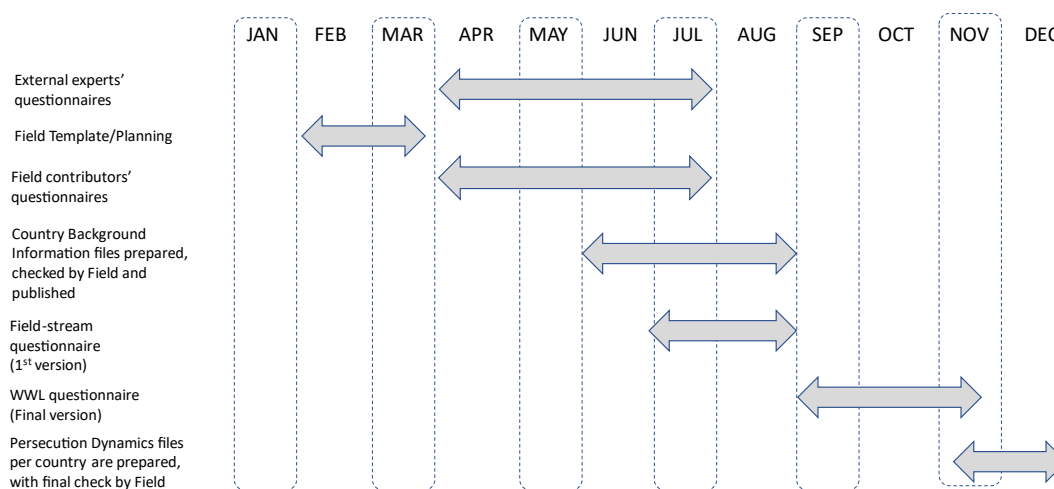 JAN FEB MAR APR MAY JUN JUL AUG SEP OCT NOV DEC
External experts’
questionnaires
Field Template/Planning
Field contributors’
questionnaires
Country Background
Information files prepared,
checked by Field and
published
Field-stream
questionnaire
(1st version)
WWL questionnaire
(Final version)
Persecution Dynamics files
per country are prepared,
with final check by Field